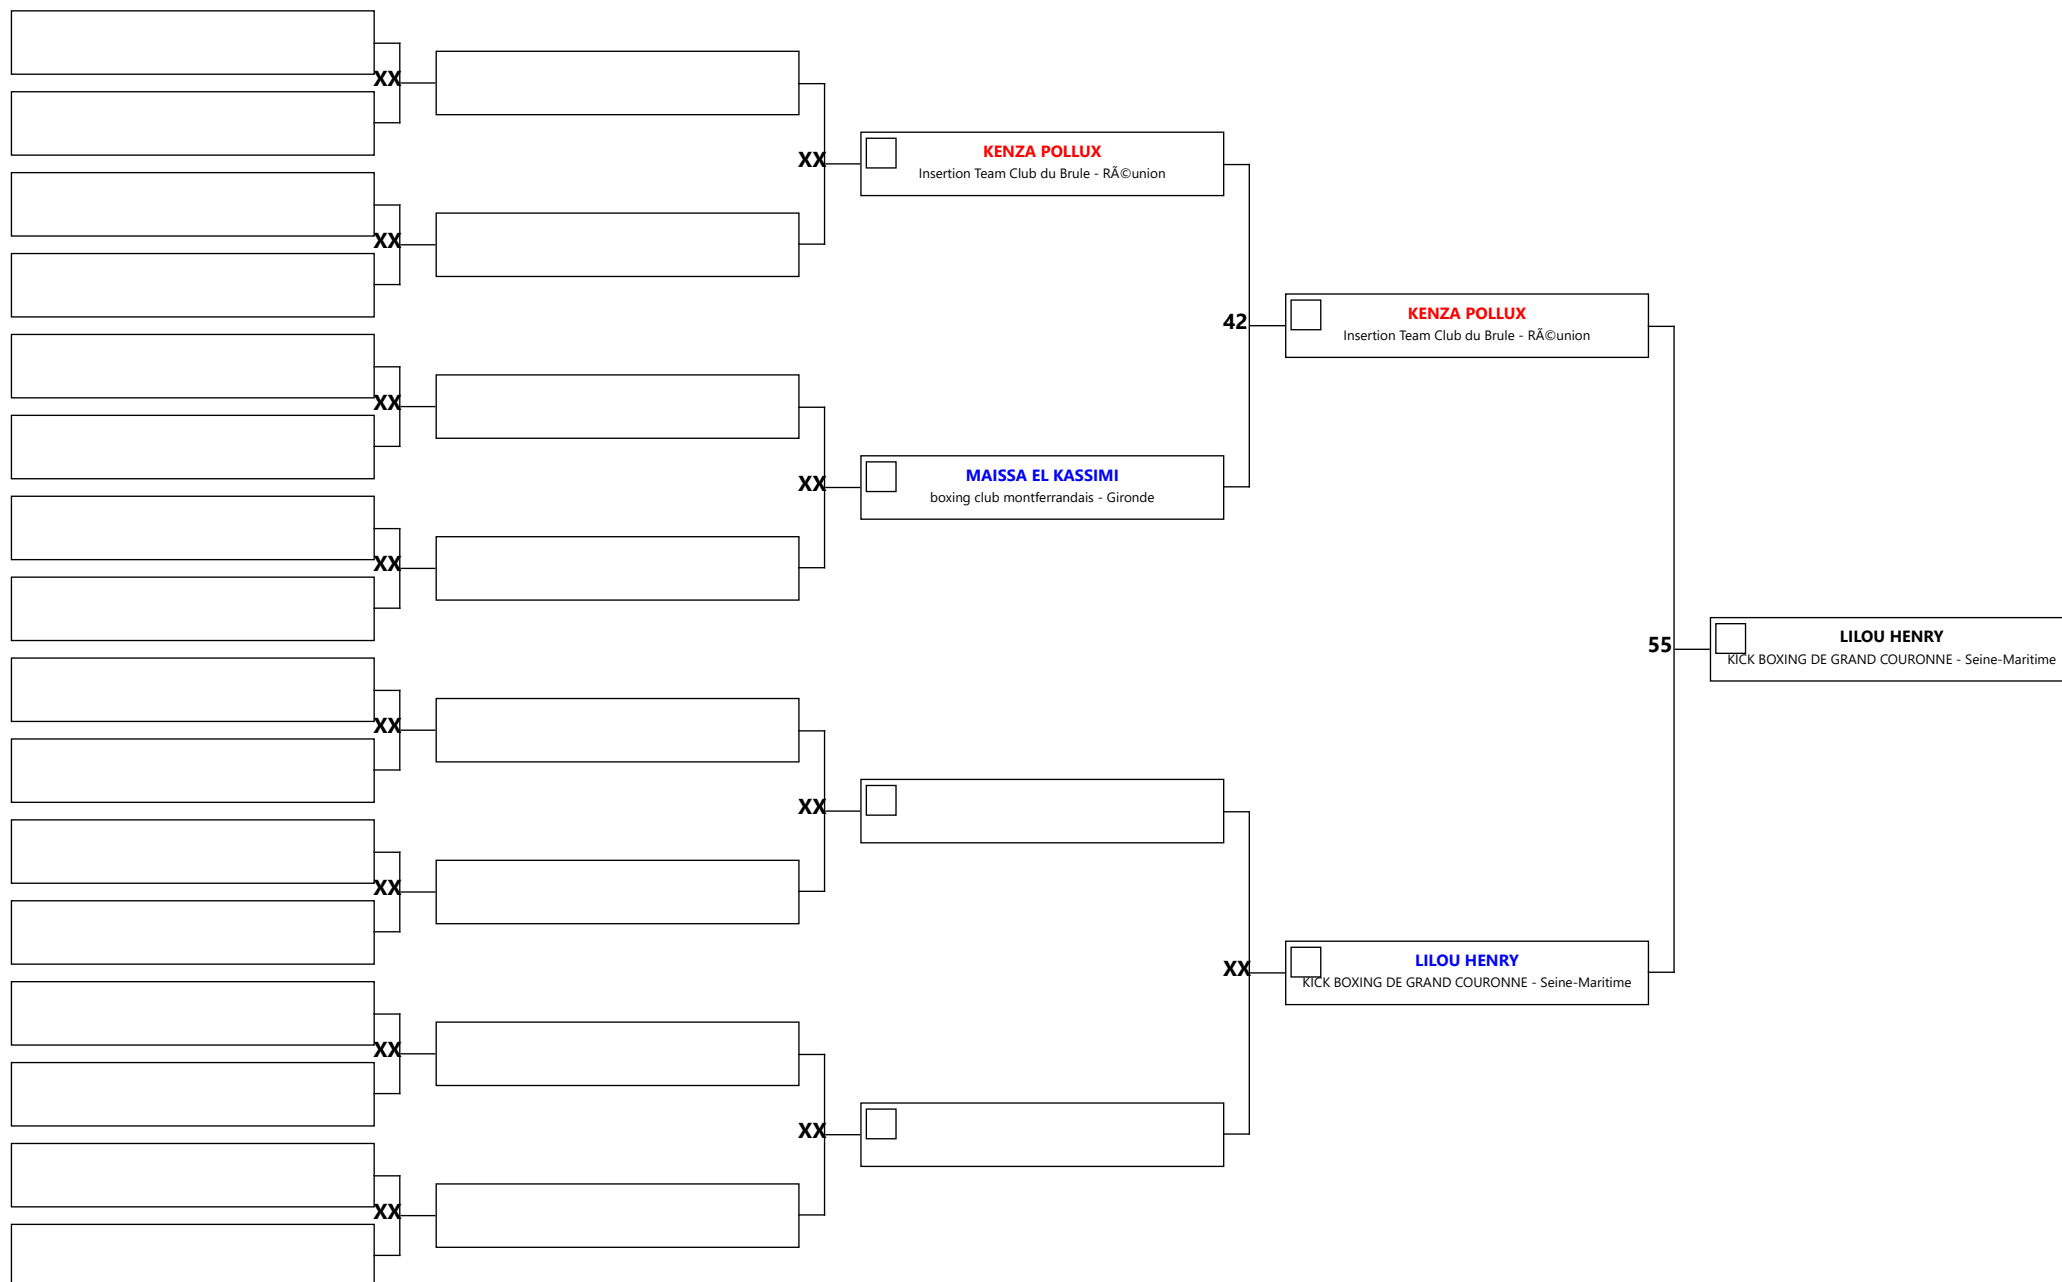 XX
XX
XX
XX
XX
XX
XX
XX
XX
XX
XX
XX
KENZA POLLUX
Insertion Team Club du Brule - RÃ©union
MAISSA EL KASSIMI
boxing club montferrandais - Gironde
42
XX
KENZA POLLUX
Insertion Team Club du Brule - RÃ©union
LILOU HENRY
KICK BOXING DE GRAND COURONNE - Seine-Maritime
55
LILOU HENRY
KICK BOXING DE GRAND COURONNE - Seine-Maritime